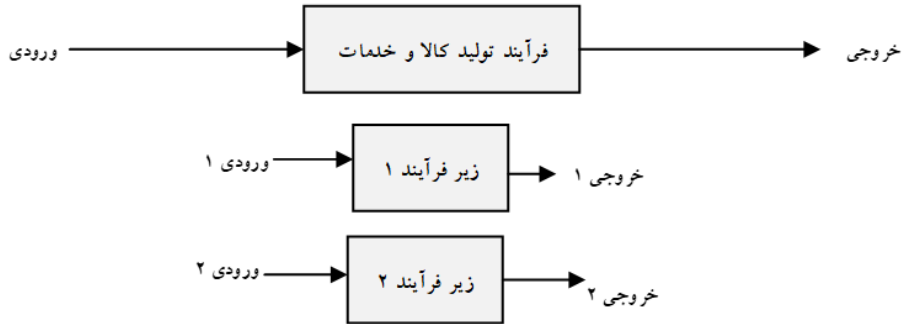 ورودی فرآیند تولید کالا و خدمات خروجی
ورودی ۱ زیر فرآیند ۱ خروجی ۱
ورودی ۲ زیر فرآیند ۲ خروجی ۲